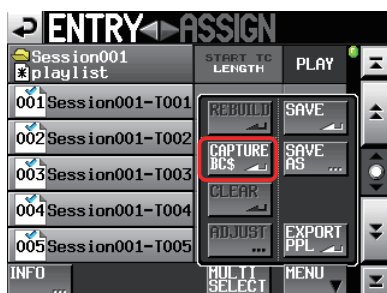 ENTRY ASSIGN
Session001
playlist
START TC
LENGTH
PLAY
001 Session001-T001
002 Session001-T002
003 Session001-T003
004 Session001-T004
005 Session001-T005
REBUILD
SAVE
CAPTURE
BC$
SAVE
AS ...
CLEAR
ADJUST
...
EXPORT
PPL
INFO
...
MULTI
SELECT
MENU